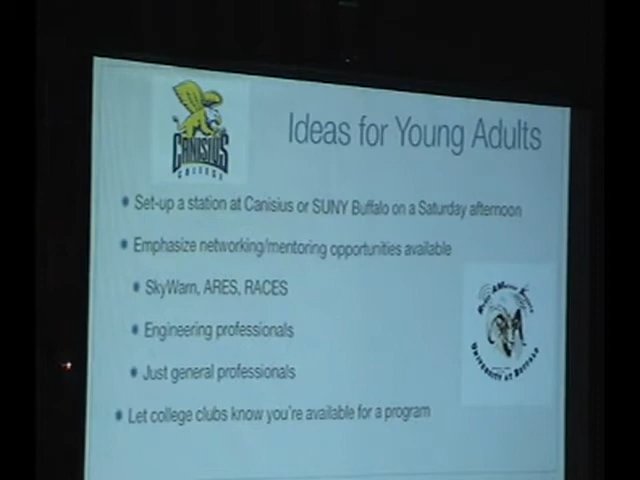 CANISIUS
COLLEGE
Ideas for Young Adults
Set-up a station at Canisius or SUNY Buffalo on a Saturday afternoon
Emphasize networking/mentoring opportunities available
SkyWarn, ARES, RACES
Engineering professionals
Just general professionals
Let college clubs know you're available for a program
University at Buffalo